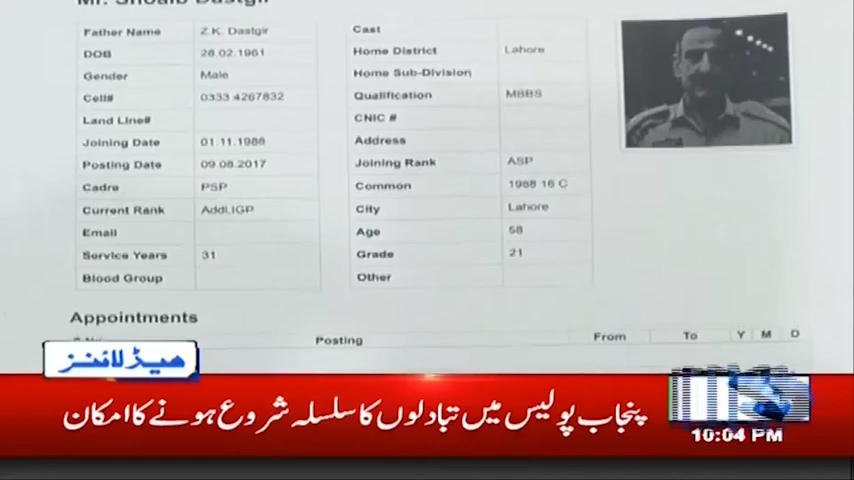 Mr. Shoaib Dastgir
Father Name Z.K. Dastgir
DOB 28.02.1961
Gender Male
Cell# 0333 4267832
Land Line#
Joining Date 01.11.1988
Posting Date 09.08.2017
Cadre PSP
Current Rank Addl.IGP
Email
Service Years 31
Blood Group
Cast
Home District Lahore
Home Sub-Division
Qualification MBBS
CNIC #
Address
Joining Rank ASP
Common 1988 16 C
City Lahore
Age 58
Grade 21
Other
Appointments
Posting From To Y M D
ہیڈلائنز
پنجاب پولیس میں تبادلوں کا سلسلہ شروع ہونے کا امکان
10:04 PM